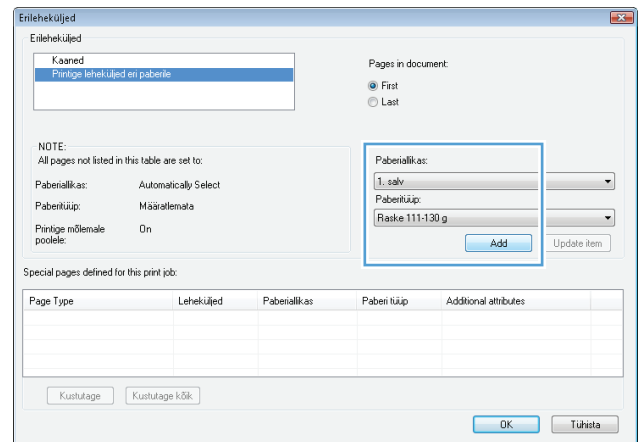 Erileheküljed
Erileheküljed
Kaaned
Printige leheküljed eri paberile
Pages in document:
First
Last
NOTE:
All pages not listed in this table are set to:
Paberiallikas: Automatically Select
Paberitüüp: Määratlemata
Printige mõlemale poolele: On
Paberiallikas:
1. salv
Paberitüüp:
Raske 111-130 g
Add Update item
Special pages defined for this print job:
Page Type Leheküljed Paberiallikas Paberi tüüp Additional attributes
Kustutage Kustutage kõik
OK Tühista